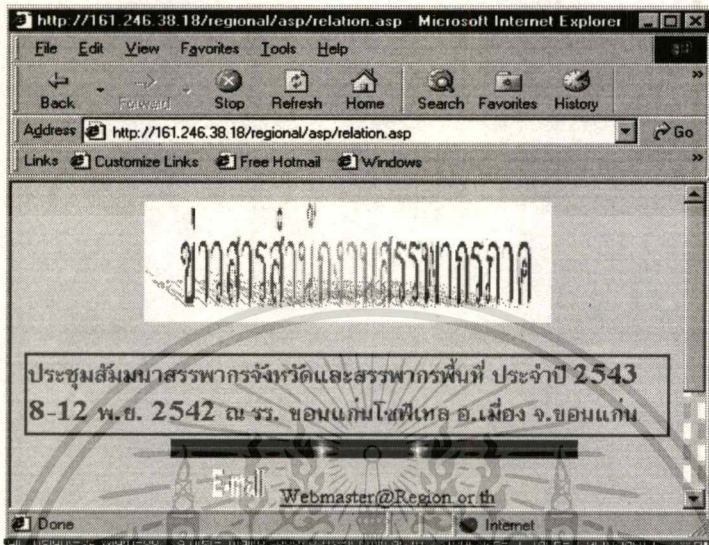 http://161.246.38.18/regional/asp/relation.asp - Microsoft Internet Explorer
File Edit View Favorites Tools Help
Back Forward Stop Refresh Home Search Favorites History
Address http://161.246.38.18/regional/asp/relation.asp Go
Links Customize Links Free Hotmail Windows
ข่าวสารสำนักงานสรรพากรภาค
ประชุมสัมมนาสรรพากรจังหวัดและสรรพากรพื้นที่ ประจำปี 2543
8-12 พ.ย. 2542 ณ รร. ขอนแก่นโฮเต็ล อ.เมือง จ.ขอนแก่น
E-mail
Webmaster@Region.or.th
Done Internet